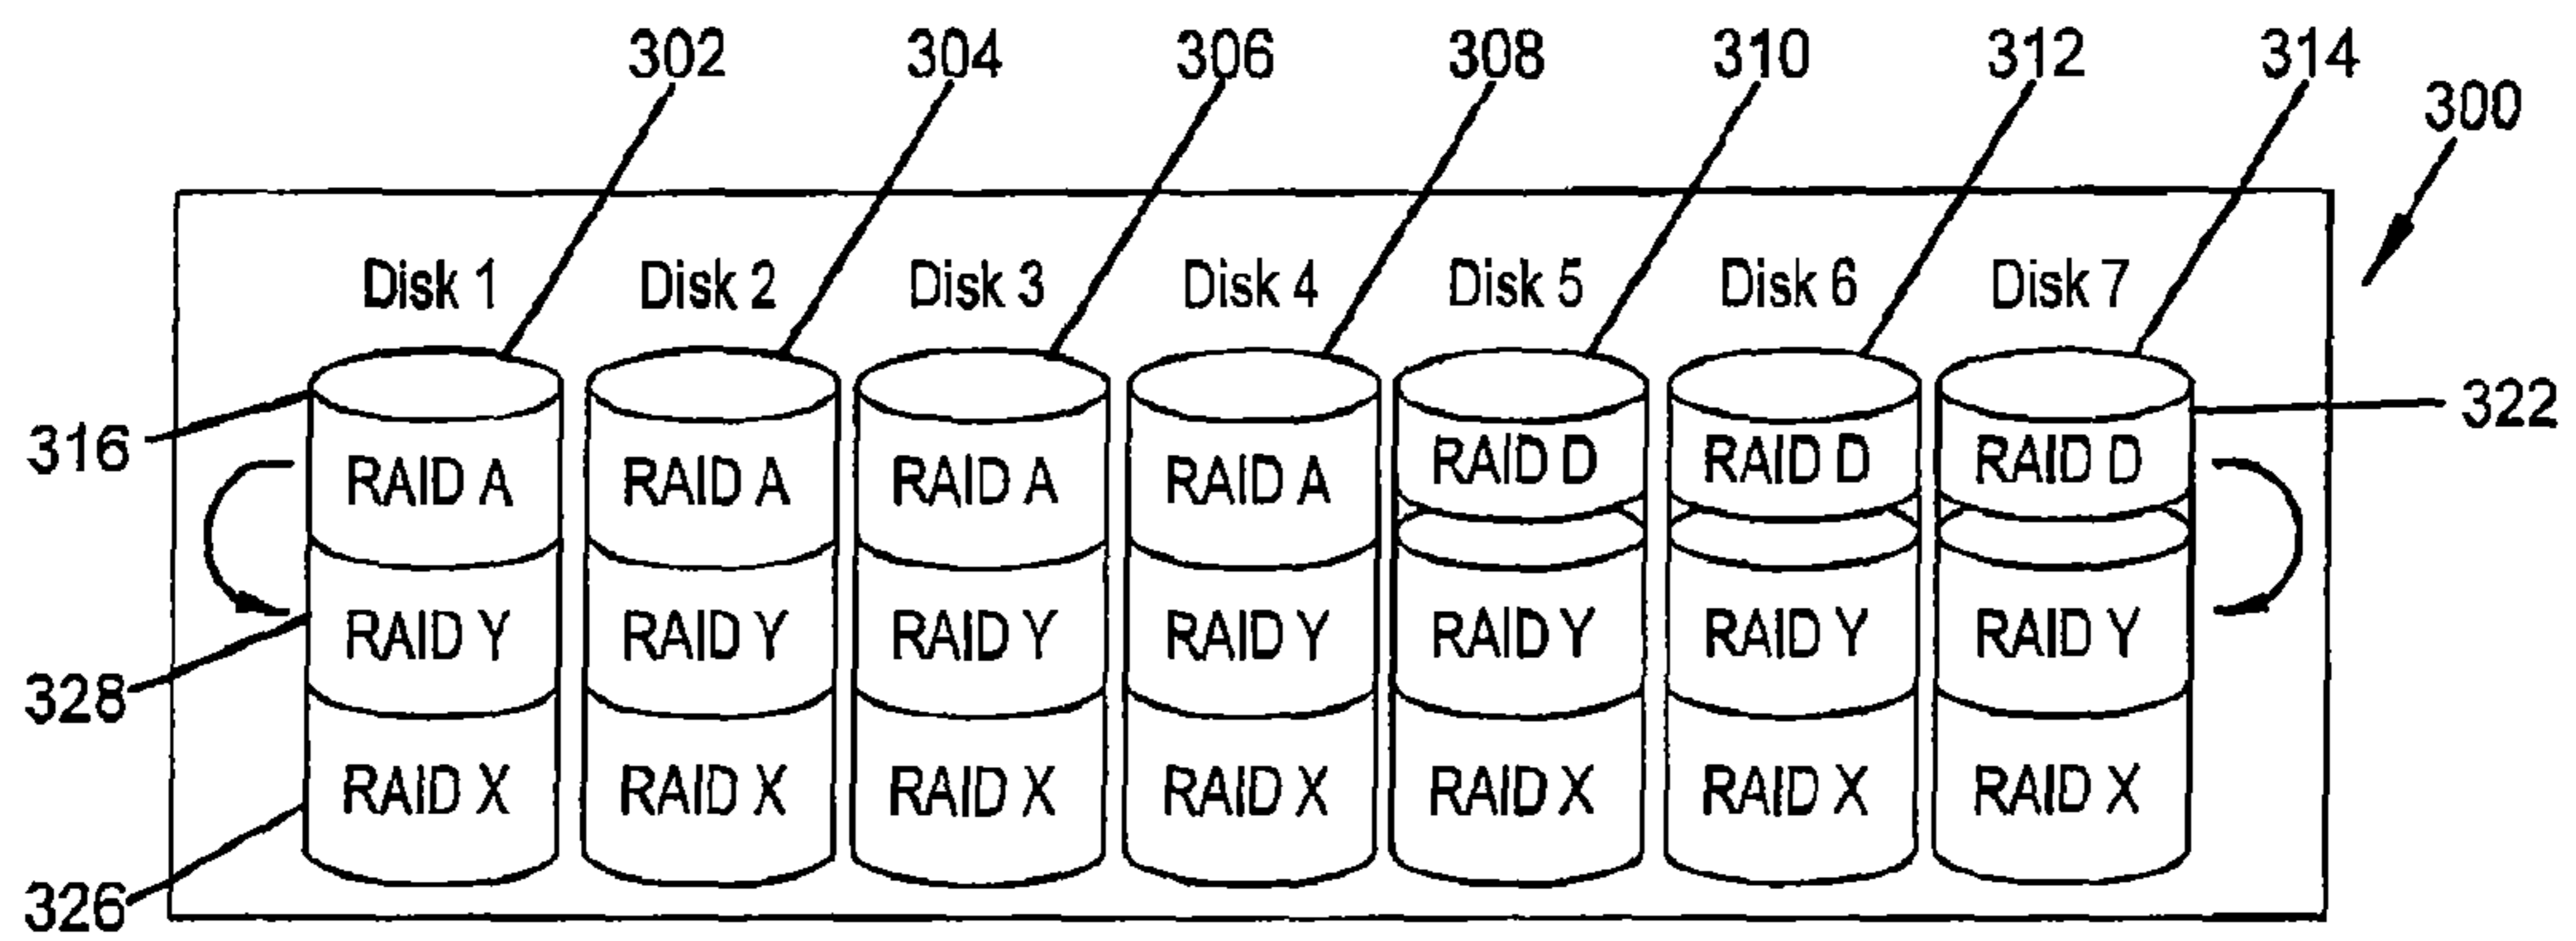 302 304 306 308 310 312 314
300
Disk 1 Disk 2 Disk 3 Disk 4 Disk 5 Disk 6 Disk 7
316 322
RAID A RAID A RAID A RAID A RAID D RAID D RAID D
328
RAID Y RAID Y RAID Y RAID Y RAID Y RAID Y RAID Y
RAID X RAID X RAID X RAID X RAID X RAID X RAID X
326